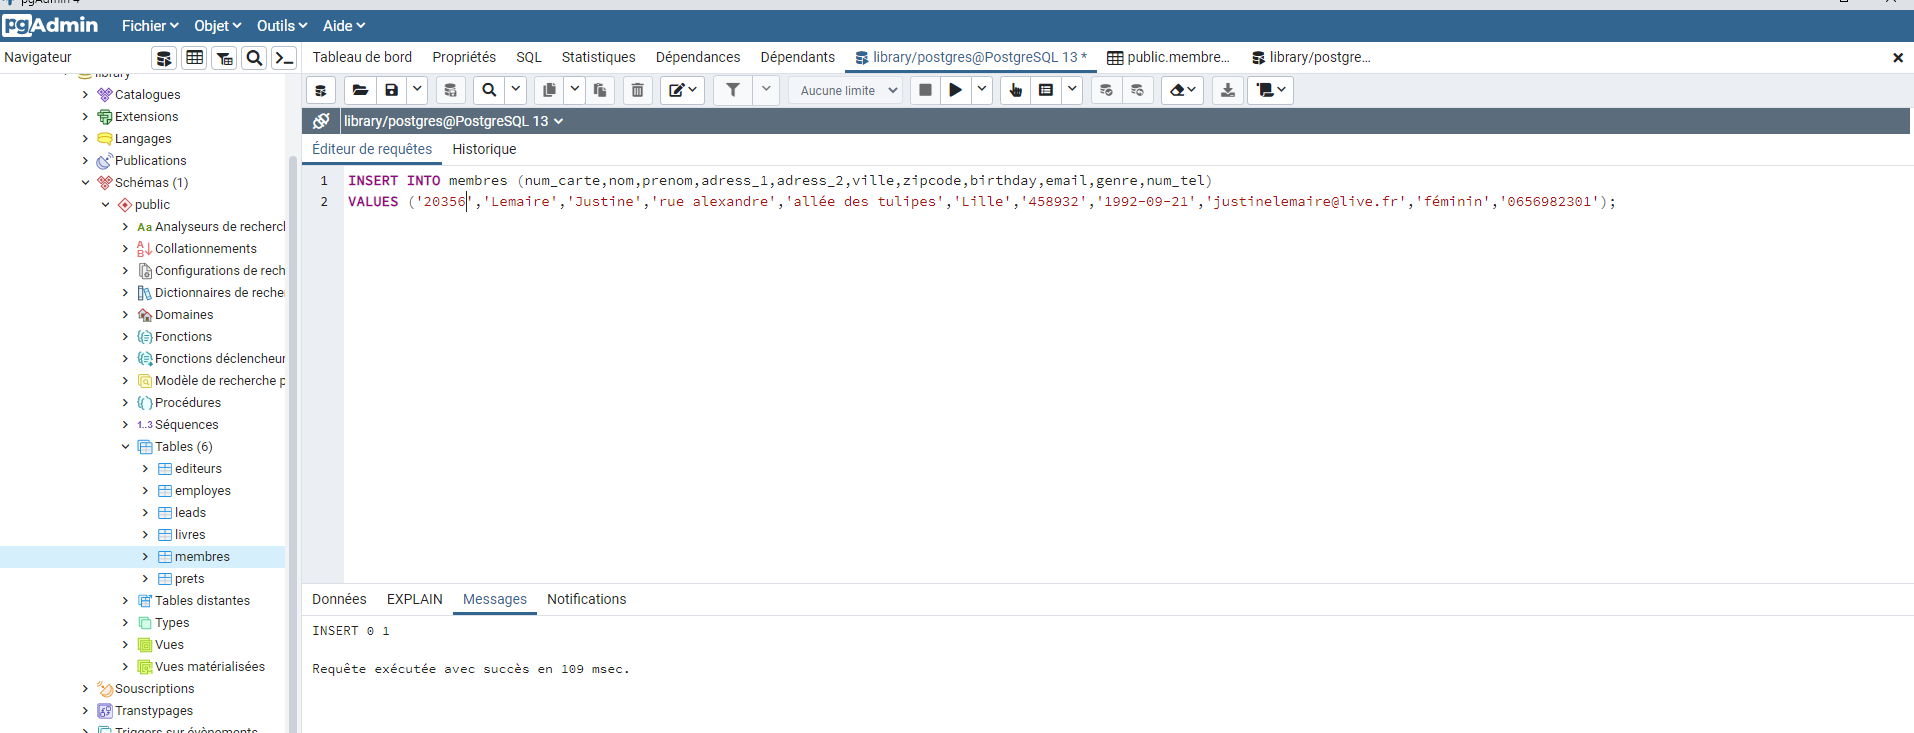 pgAdmin 4
pgAdmin Fichier Objet Outils Aide
Navigateur
Tableau de bord Propriétés SQL Statistiques Dépendances Dépendants library/postgres@PostgreSQL 13 * public.membre... library/postgre...
Aucune limite
library/postgres@PostgreSQL 13
Éditeur de requêtes Historique
1 INSERT INTO membres (num_carte,nom,prenom,adress_1,adress_2,ville,zipcode,birthday,email,genre,num_tel)
2 VALUES ('20356','Lemaire','Justine','rue alexandre','allée des tulipes','Lille','458932','1992-09-21','justinelemaire@live.fr','féminin','0656982301');
library
Catalogues
Extensions
Langages
Publications
Schémas (1)
public
Aa Analyseurs de recherc
Collationnements
Configurations de rech
Dictionnaires de reche
Domaines
Fonctions
Fonctions déclencheur
Modèle de recherche p
Procédures
1..3 Séquences
Tables (6)
editeurs
employes
leads
livres
membres
prets
Tables distantes
Types
Vues
Vues matérialisées
Souscriptions
Transtypages
Triggers sur évènements
Données EXPLAIN Messages Notifications
INSERT 0 1
Requête exécutée avec succès en 109 msec.